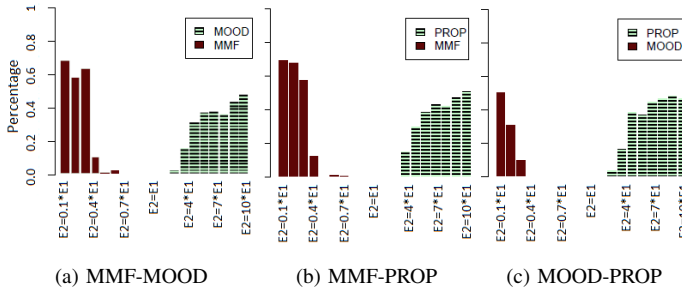 a. b. c.
MOOD
MMF
PROP
MMF
PROP
MOOD
Percentage
0.0 0.2 0.4 0.6 0.8 1
E2=0.1*E1
E2=0.4*E1
E2=0.7*E1
E2=E1
E2=4*E1
E2=7*E1
E2=10*E1
E2=0.1*E1
E2=0.4*E1
E2=0.7*E1
E2=E1
E2=4*E1
E2=7*E1
E2=10*E1
E2=0.1*E1
E2=0.4*E1
E2=0.7*E1
E2=E1
E2=4*E1
E2=7*E1
(a) MMF-MOOD (b) MMF-PROP (c) MOOD-PROP